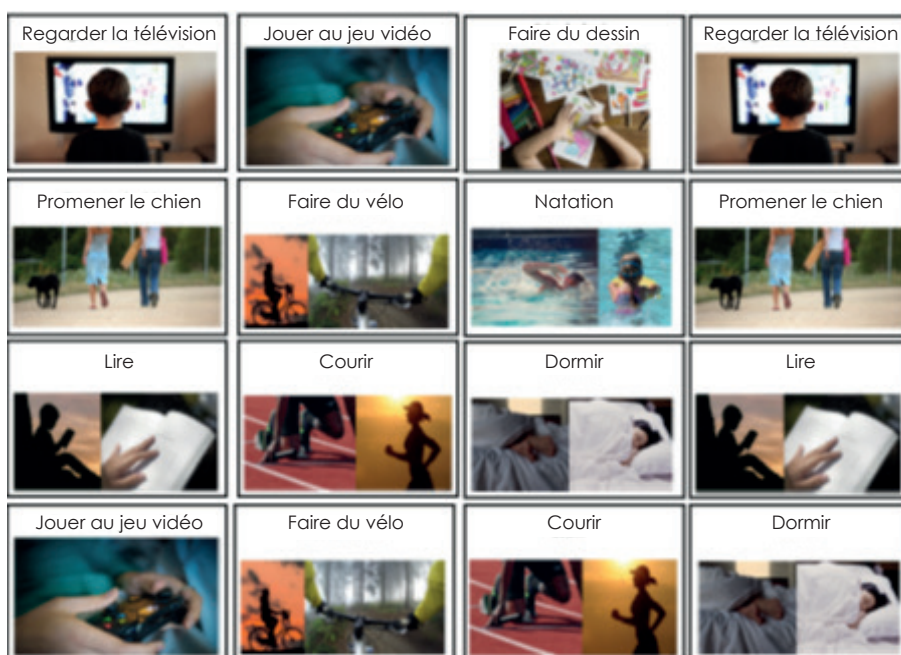 Regarder la télévision
Jouer au jeu vidéo
Faire du dessin
Regarder la télévision
Promener le chien
Faire du vélo
Natation
Promener le chien
Lire
Courir
Dormir
Lire
Jouer au jeu vidéo
Faire du vélo
Courir
Dormir